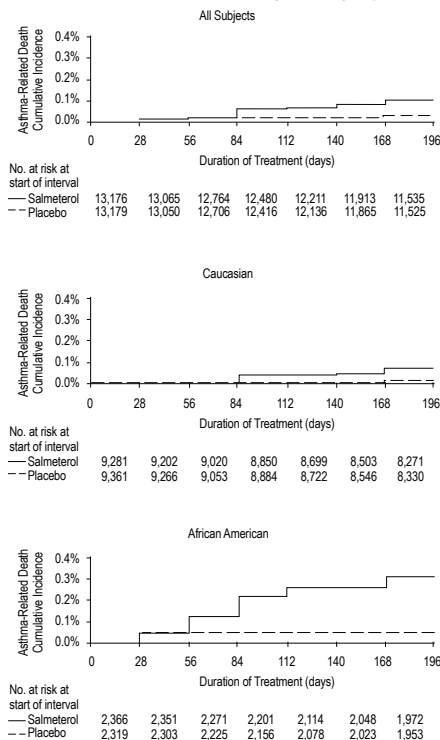 All Subjects
Asthma-Related Death
Cumulative Incidence
0.4%
0.3%
0.2%
0.1%
0.0%
0 28 56 84 112 140 168 196
Duration of Treatment (days)
No. at risk at
start of interval
Salmeterol 13,176 13,065 12,764 12,480 12,211 11,913 11,535
Placebo 13,179 13,050 12,706 12,416 12,136 11,865 11,525
Caucasian
Asthma-Related Death
Cumulative Incidence
0.4%
0.3%
0.2%
0.1%
0.0%
0 28 56 84 112 140 168 196
Duration of Treatment (days)
No. at risk at
start of interval
Salmeterol 9,281 9,202 9,020 8,850 8,699 8,503 8,271
Placebo 9,361 9,266 9,053 8,884 8,722 8,546 8,330
African American
Asthma-Related Death
Cumulative Incidence
0.4%
0.3%
0.2%
0.1%
0.0%
0 28 56 84 112 140 168 196
Duration of Treatment (days)
No. at risk at
start of interval
Salmeterol 2,366 2,351 2,271 2,201 2,114 2,048 1,972
Placebo 2,319 2,303 2,225 2,156 2,078 2,023 1,953